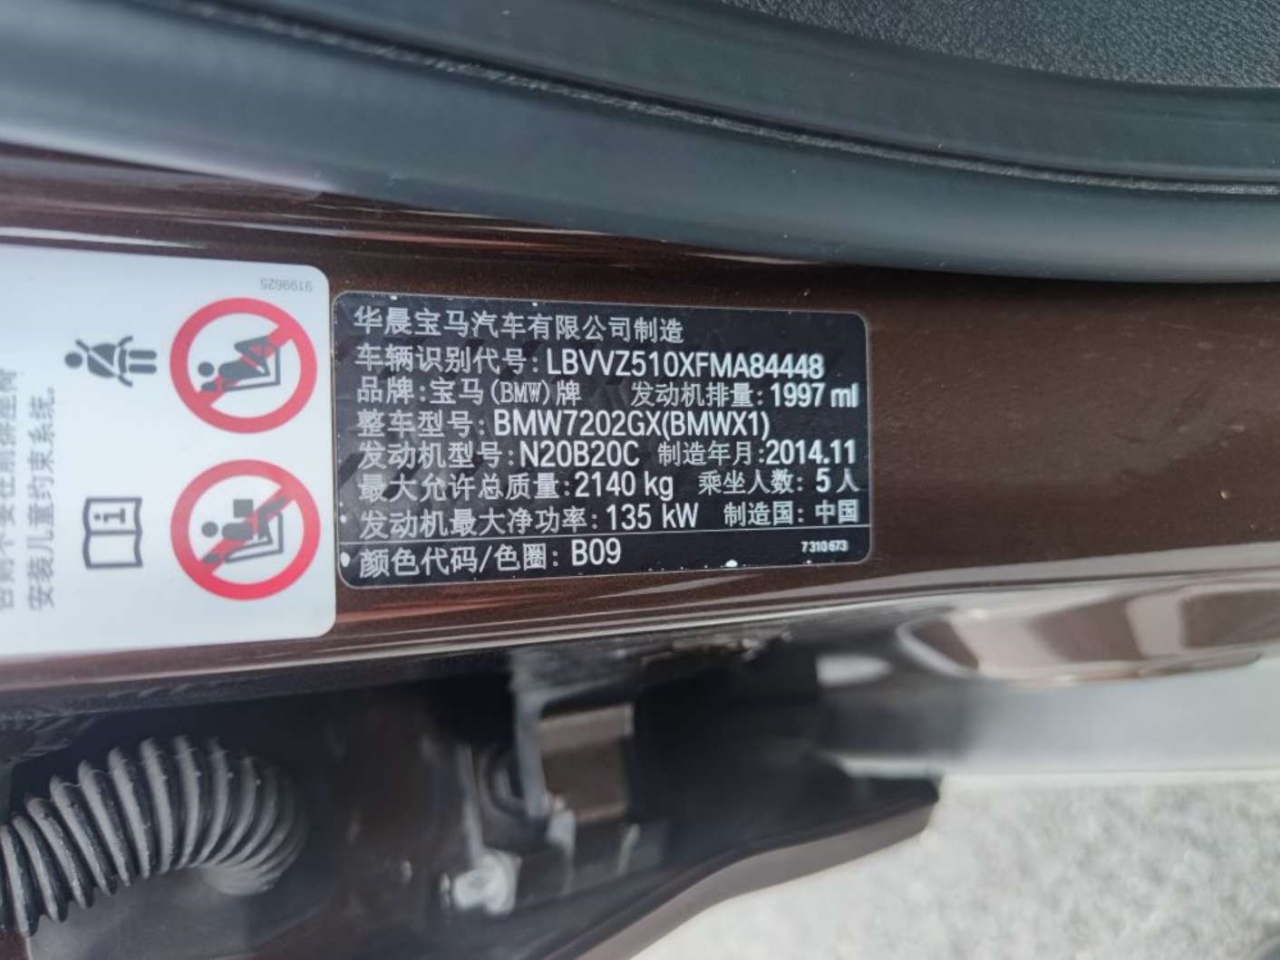 华晨宝马汽车有限公司制造
车辆识别代号: LBVVZ510XFMA84448
品牌: 宝马(BMW)牌 发动机排量: 1997 ml
整车型号: BMW7202GX(BMWX1)
发动机型号: N20B20C 制造年月: 2014.11
最大允许总质量: 2140 kg 乘坐人数: 5 人
发动机最大净功率: 135 kW 制造国: 中国
颜色代码/色圈: B09 7310673
9199625
安装儿童约束系统。